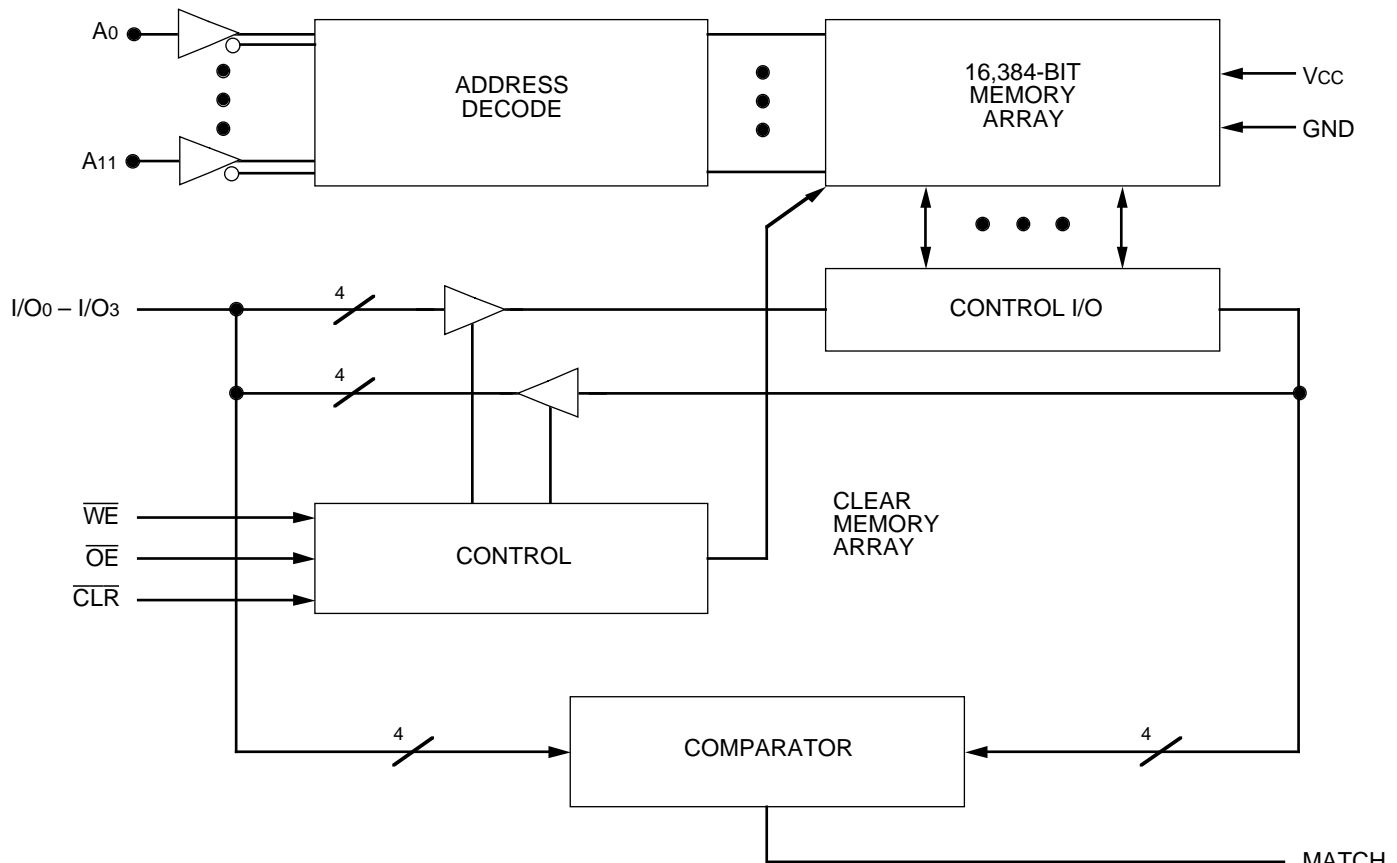 A0
ADDRESS
DECODE
16,384-BIT
MEMORY
ARRAY
VCC
GND
A11
I/O0 – I/O3
4
CONTROL I/O
4
WE
OE
CLR
CONTROL
CLEAR
MEMORY
ARRAY
4
COMPARATOR
4
MATCH